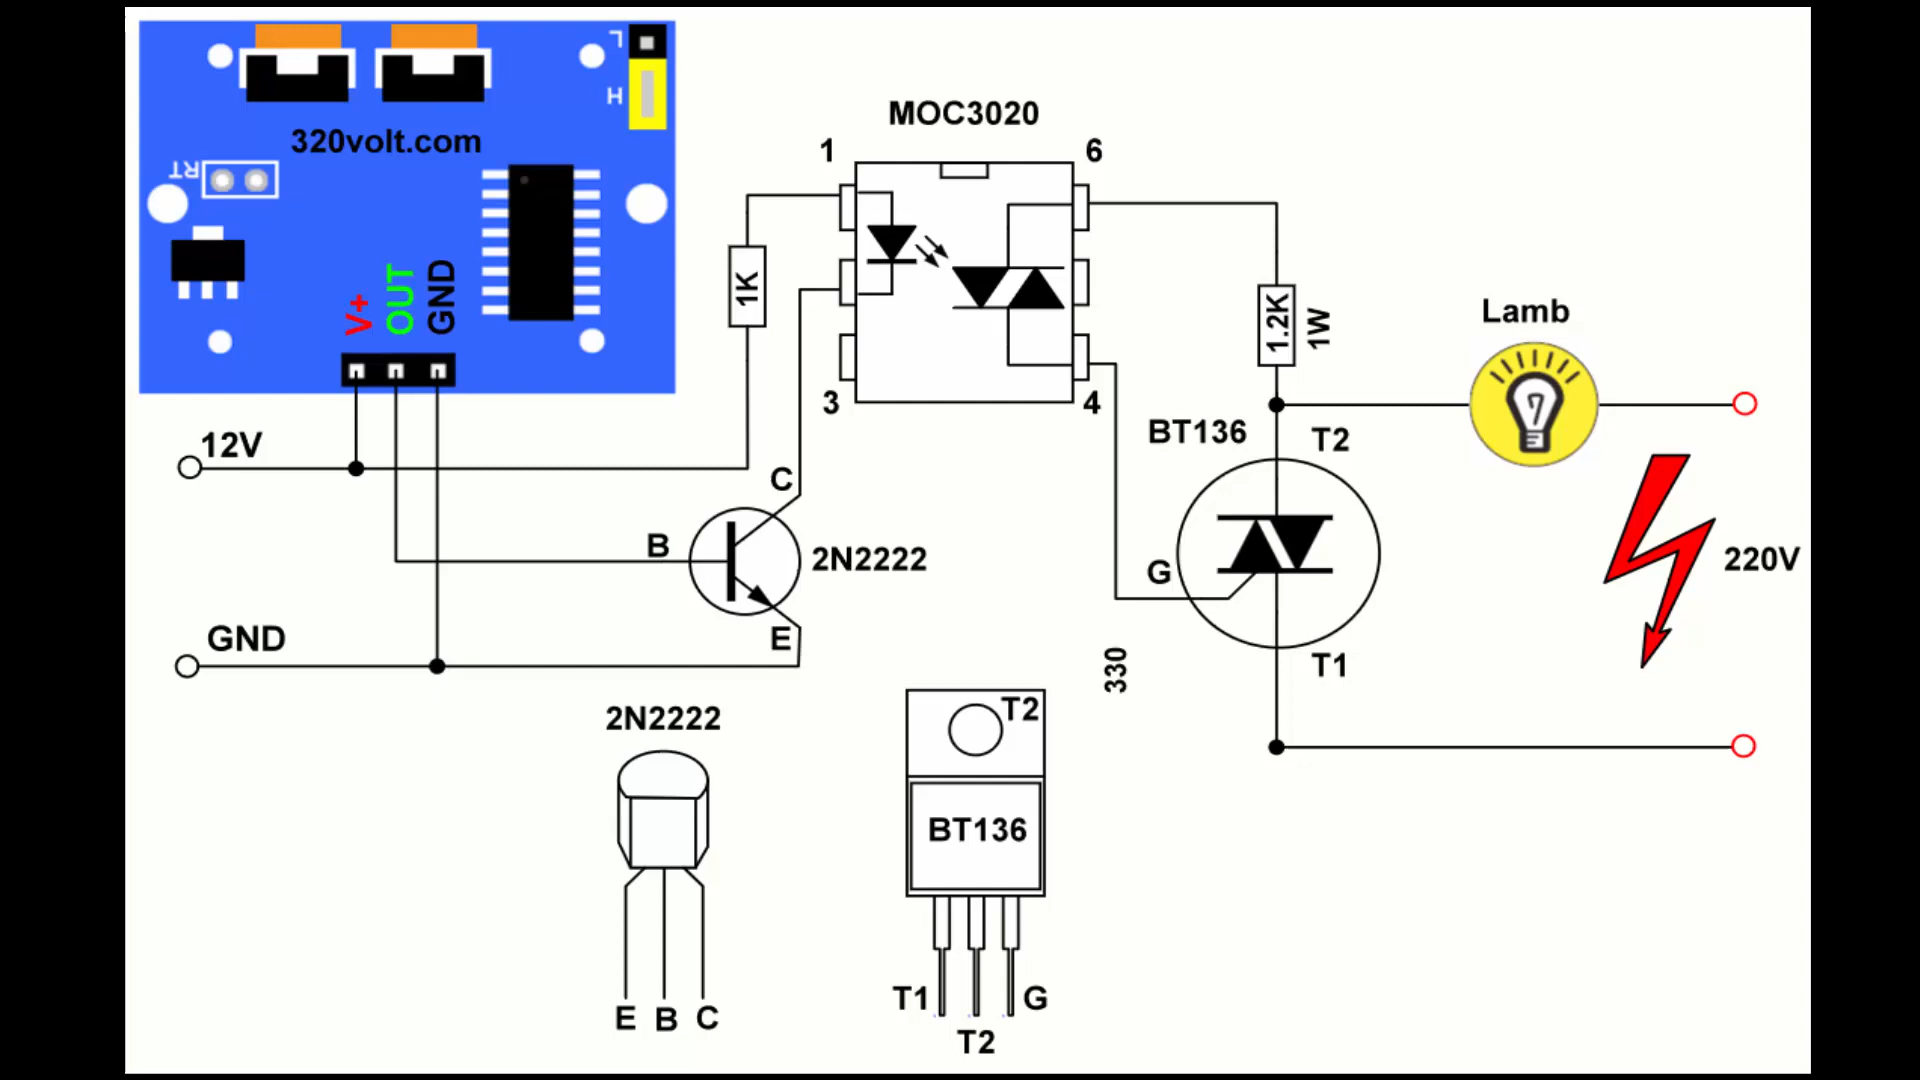 L
H
320volt.com
RT
V+
OUT
GND
MOC3020
1
6
3
4
1K
1.2K
1W
Lamb
12V
BT136
T2
C
B
2N2222
G
220V
GND
E
T1
330
2N2222
T2
BT136
E B C
T1
G
T2